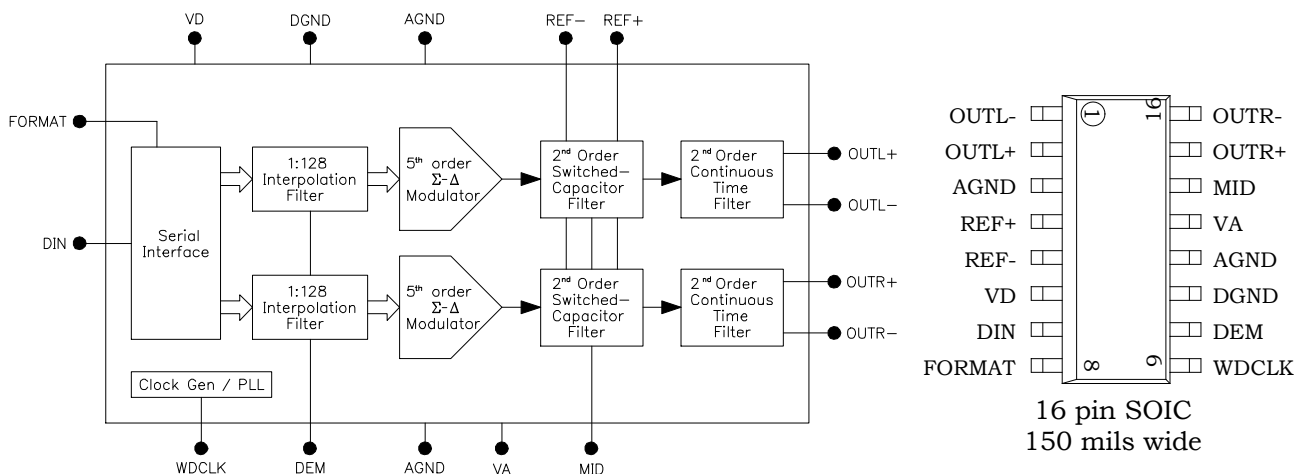 VD
DGND
AGND
REF-
REF+
FORMAT
DIN
Serial
Interface
1:128
Interpolation
Filter
5th order
Σ-Δ
Modulator
2nd Order
Switched-
Capacitor
Filter
2nd Order
Continuous
Time
Filter
OUTL+
OUTL-
1:128
Interpolation
Filter
5th order
Σ-Δ
Modulator
2nd Order
Switched-
Capacitor
Filter
2nd Order
Continuous
Time
Filter
OUTR+
OUTR-
Clock Gen / PLL
WDCLK
DEM
AGND
VA
MID
OUTL-
OUTL+
AGND
REF+
REF-
VD
DIN
FORMAT
1
16
8
9
OUTR-
OUTR+
MID
VA
AGND
DGND
DEM
WDCLK
16 pin SOIC
150 mils wide